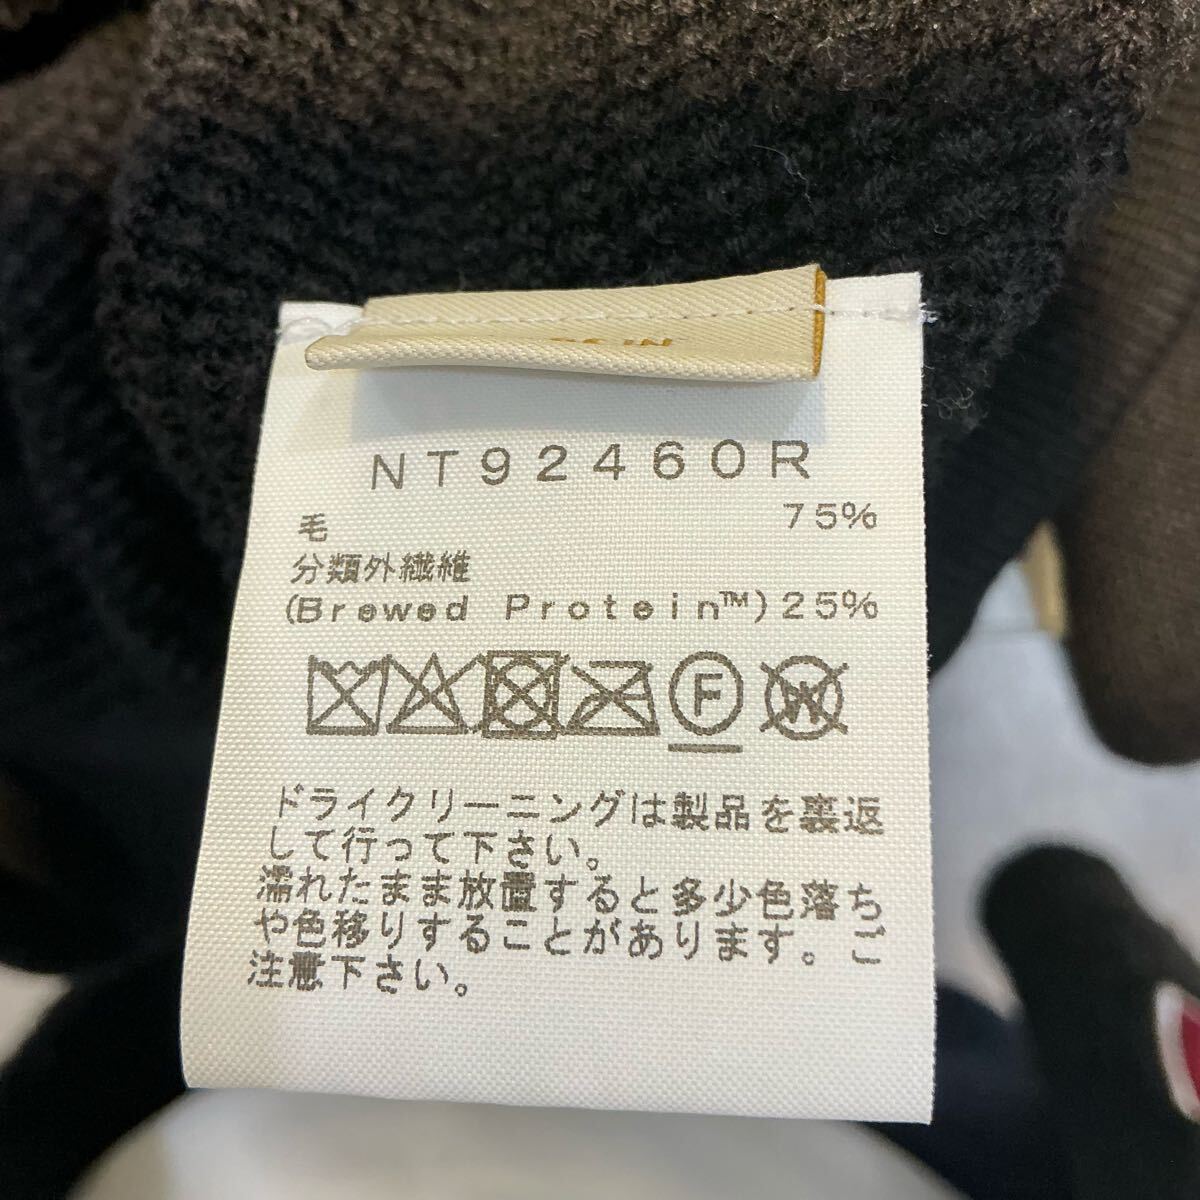 NT92460R
毛 75%
分類外繊維
(Brewed Protein™)25%
F
W
ドライクリーニングは製品を裏返
して行って下さい。
濡れたまま放置すると多少色落ち
や色移りすることがあります。ご
注意下さい。